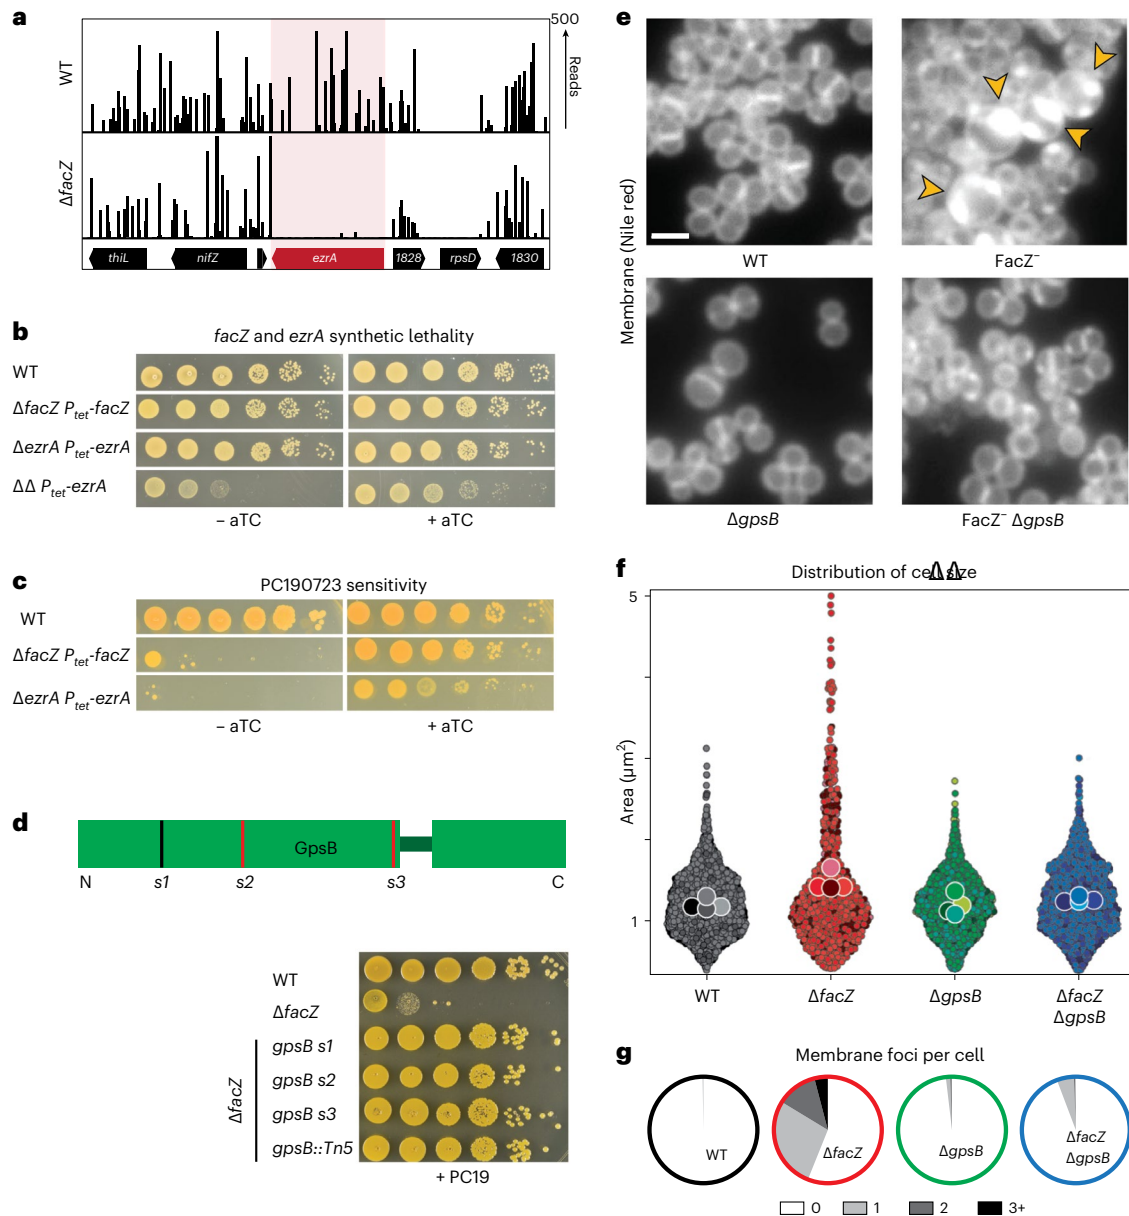 a
500
WT
Reads
ΔfacZ
thiL nifZ ezrA 1828 rpsD 1830
b
facZ and ezrA synthetic lethality
WT
ΔfacZ Ptet-facZ
ΔezrA Ptet-ezrA
ΔΔ Ptet-ezrA
– aTC + aTC
c
PC190723 sensitivity
WT
ΔfacZ Ptet-facZ
ΔezrA Ptet-ezrA
– aTC + aTC
d
GpsB
N s1 s2 s3 C
WT
ΔfacZ
ΔfacZ
gpsB s1
gpsB s2
gpsB s3
gpsB::Tn5
+ PC19
e
Membrane (Nile red)
WT FacZ⁻
ΔgpsB FacZ⁻ ΔgpsB
f
Distribution of cell size
Δ Δ
5
Area (μm²)
1
WT ΔfacZ ΔgpsB ΔfacZ
ΔgpsB
g
Membrane foci per cell
WT ΔfacZ ΔgpsB ΔfacZ
ΔgpsB
0 1 2 3+